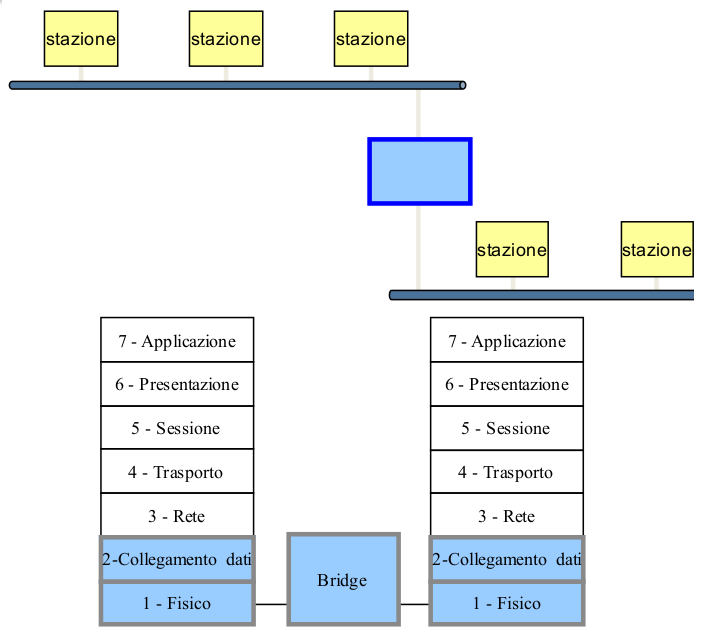 stazione stazione stazione
stazione stazione
7 - Applicazione 7 - Applicazione
6 - Presentazione 6 - Presentazione
5 - Sessione 5 - Sessione
4 - Trasporto 4 - Trasporto
3 - Rete 3 - Rete
2-Collegamento dati 2-Collegamento dati
Bridge
1 - Fisico 1 - Fisico